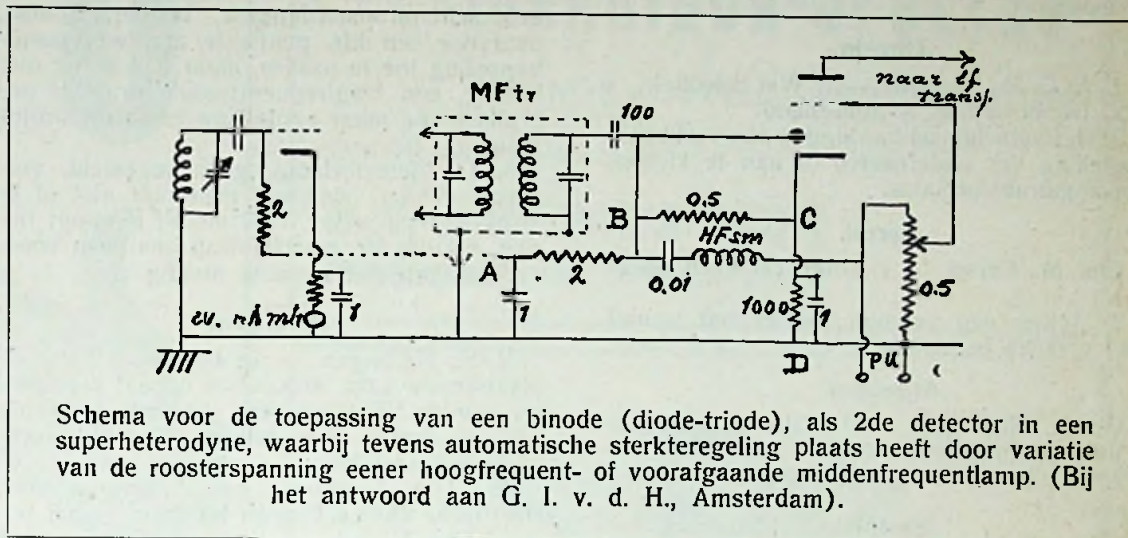 naar lf
transf.
MFtr
100
2
B
0.5
C
HFsm
A
2
0.01
0.5
1000
1
ev. mA mtr
1
1
D
PU
Schema voor de toepassing van een binode (diode-triode), als 2de detector in een
superheterodyne, waarbij tevens automatische sterkteregeling plaats heeft door variatie
van de roosterspanning eener hoogfrequent- of voorafgaande middenfrequentlamp. (Bij
het antwoord aan G. I. v. d. H., Amsterdam).